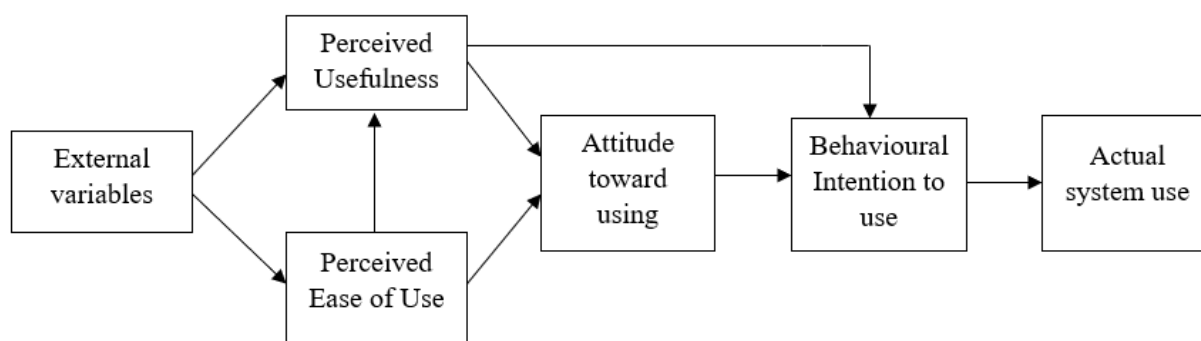 External
variables
Perceived
Usefulness
Perceived
Ease of Use
Attitude
toward
using
Behavioural
Intention to
use
Actual
system use